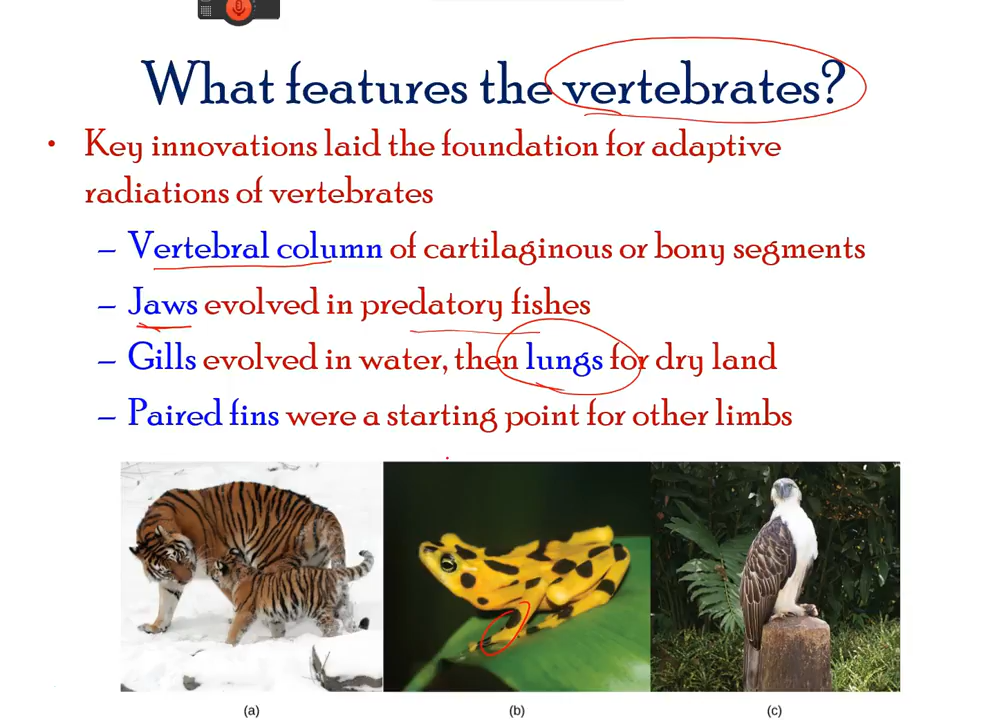 What features the vertebrates?
• Key innovations laid the foundation for adaptive
radiations of vertebrates
– Vertebral column of cartilaginous or bony segments
– Jaws evolved in predatory fishes
– Gills evolved in water, then lungs for dry land
– Paired fins were a starting point for other limbs
(a) (b) (c)